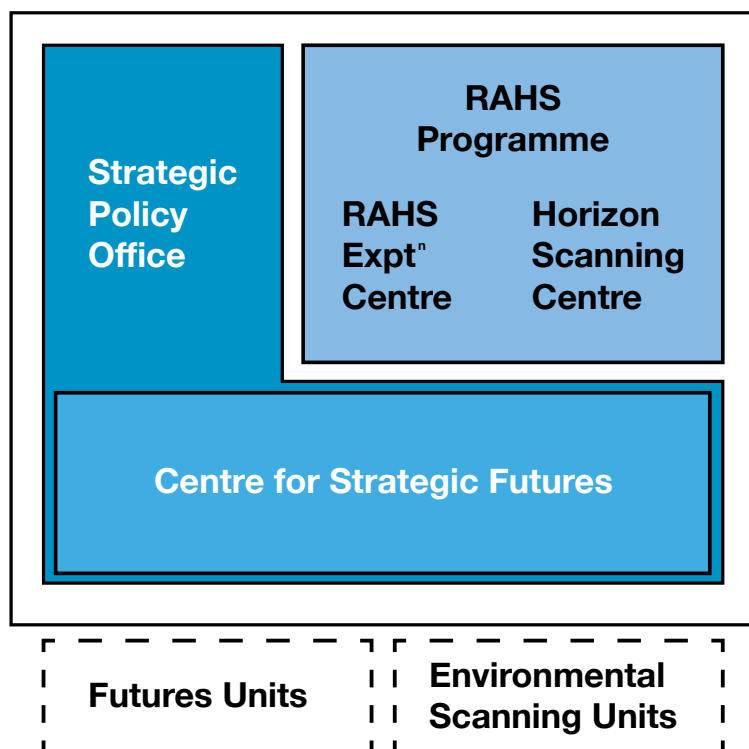 Strategic
Policy
Office
RAHS
Programme
RAHS
Exptⁿ
Centre
Horizon
Scanning
Centre
Centre for Strategic Futures
Futures Units
Environmental
Scanning Units